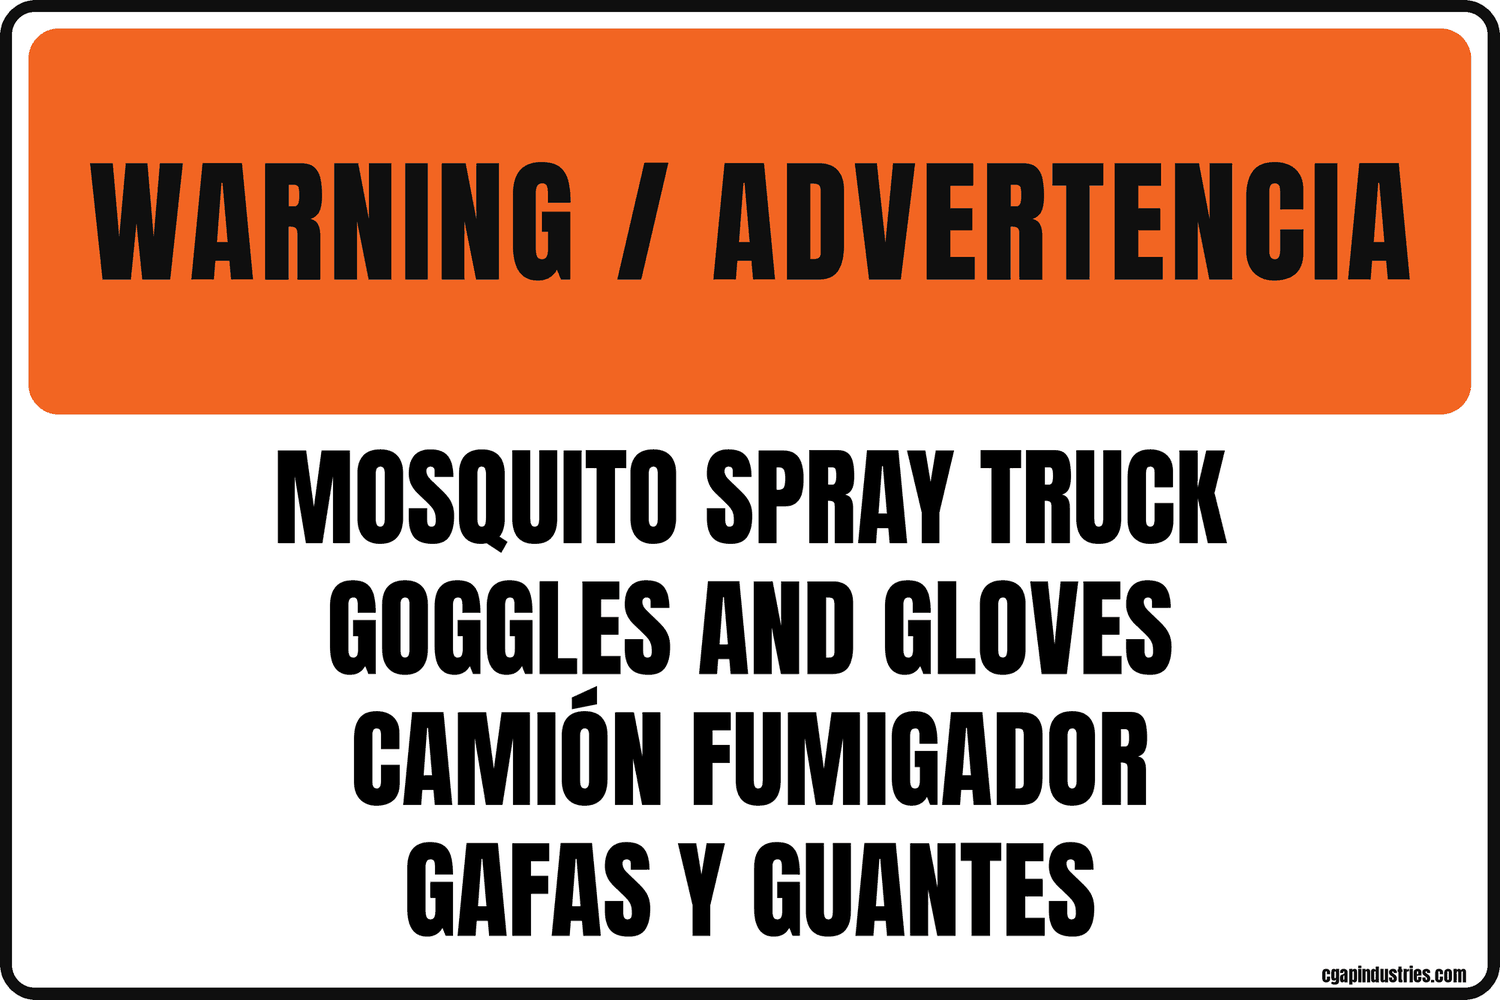 WARNING / ADVERTENCIA
MOSQUITO SPRAY TRUCK
GOGGLES AND GLOVES
CAMIÓN FUMIGADOR
GAFAS Y GUANTES
cgapindustries.com